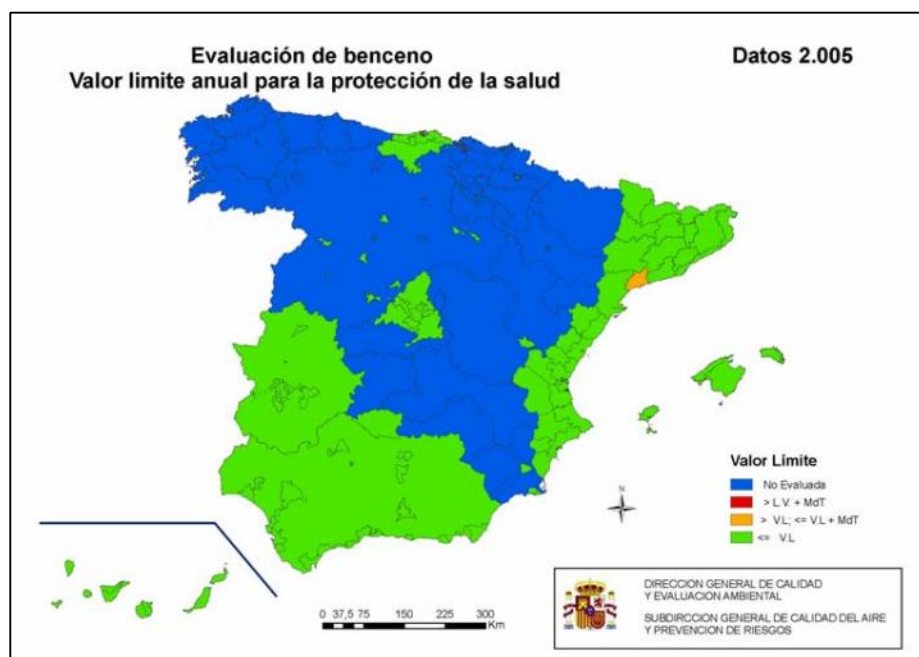 Evaluación de benceno
Valor limite anual para la protección de la salud
Datos 2.005
Valor Límite
No Evaluada
> L.V. + MdT
> V.L; <= V.L + MdT
<= V.L
N
0 37,5 75 150 225 300
Km
DIRECCION GENERAL DE CALIDAD
Y EVALUACION AMBIENTAL
SUBDIRCCION GENERAL DE CALIDAD DEL AIRE
Y PREVENCION DE RIESGOS